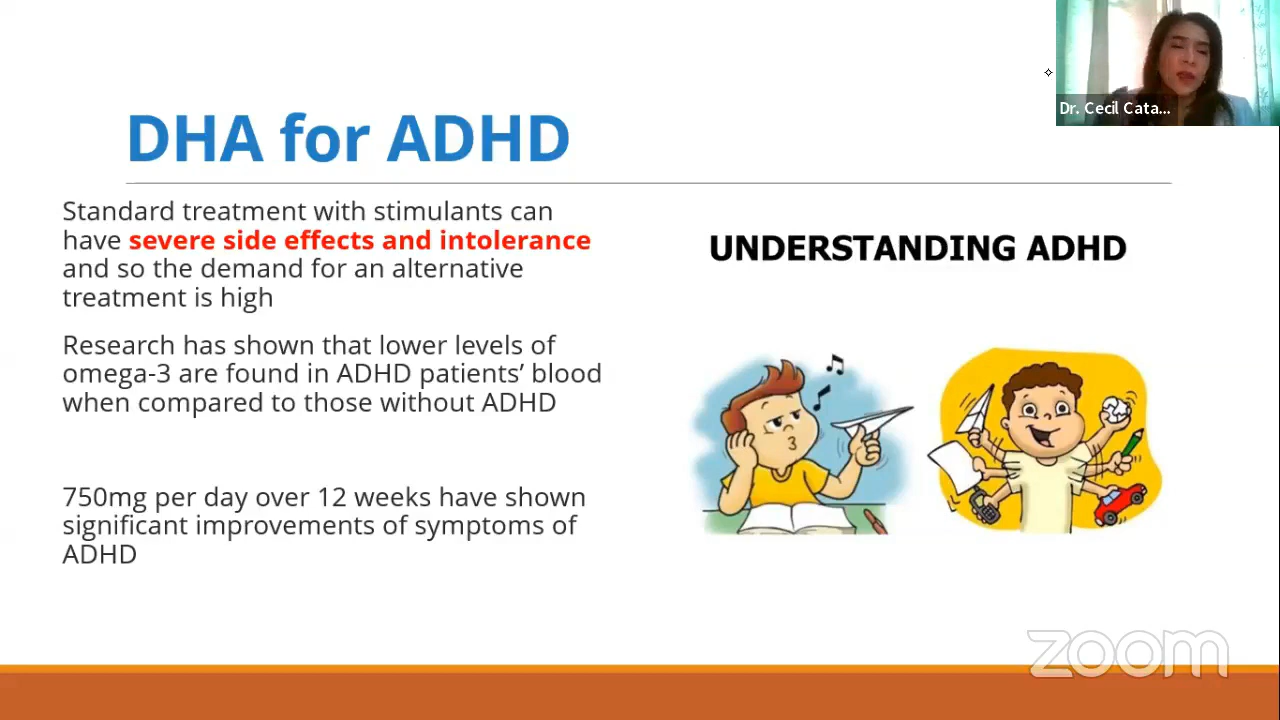 Dr. Cecil Cata...
DHA for ADHD
Standard treatment with stimulants can
have severe side effects and intolerance
and so the demand for an alternative
treatment is high
Research has shown that lower levels of
omega-3 are found in ADHD patients’ blood
when compared to those without ADHD
750mg per day over 12 weeks have shown
significant improvements of symptoms of
ADHD
UNDERSTANDING ADHD
zoom